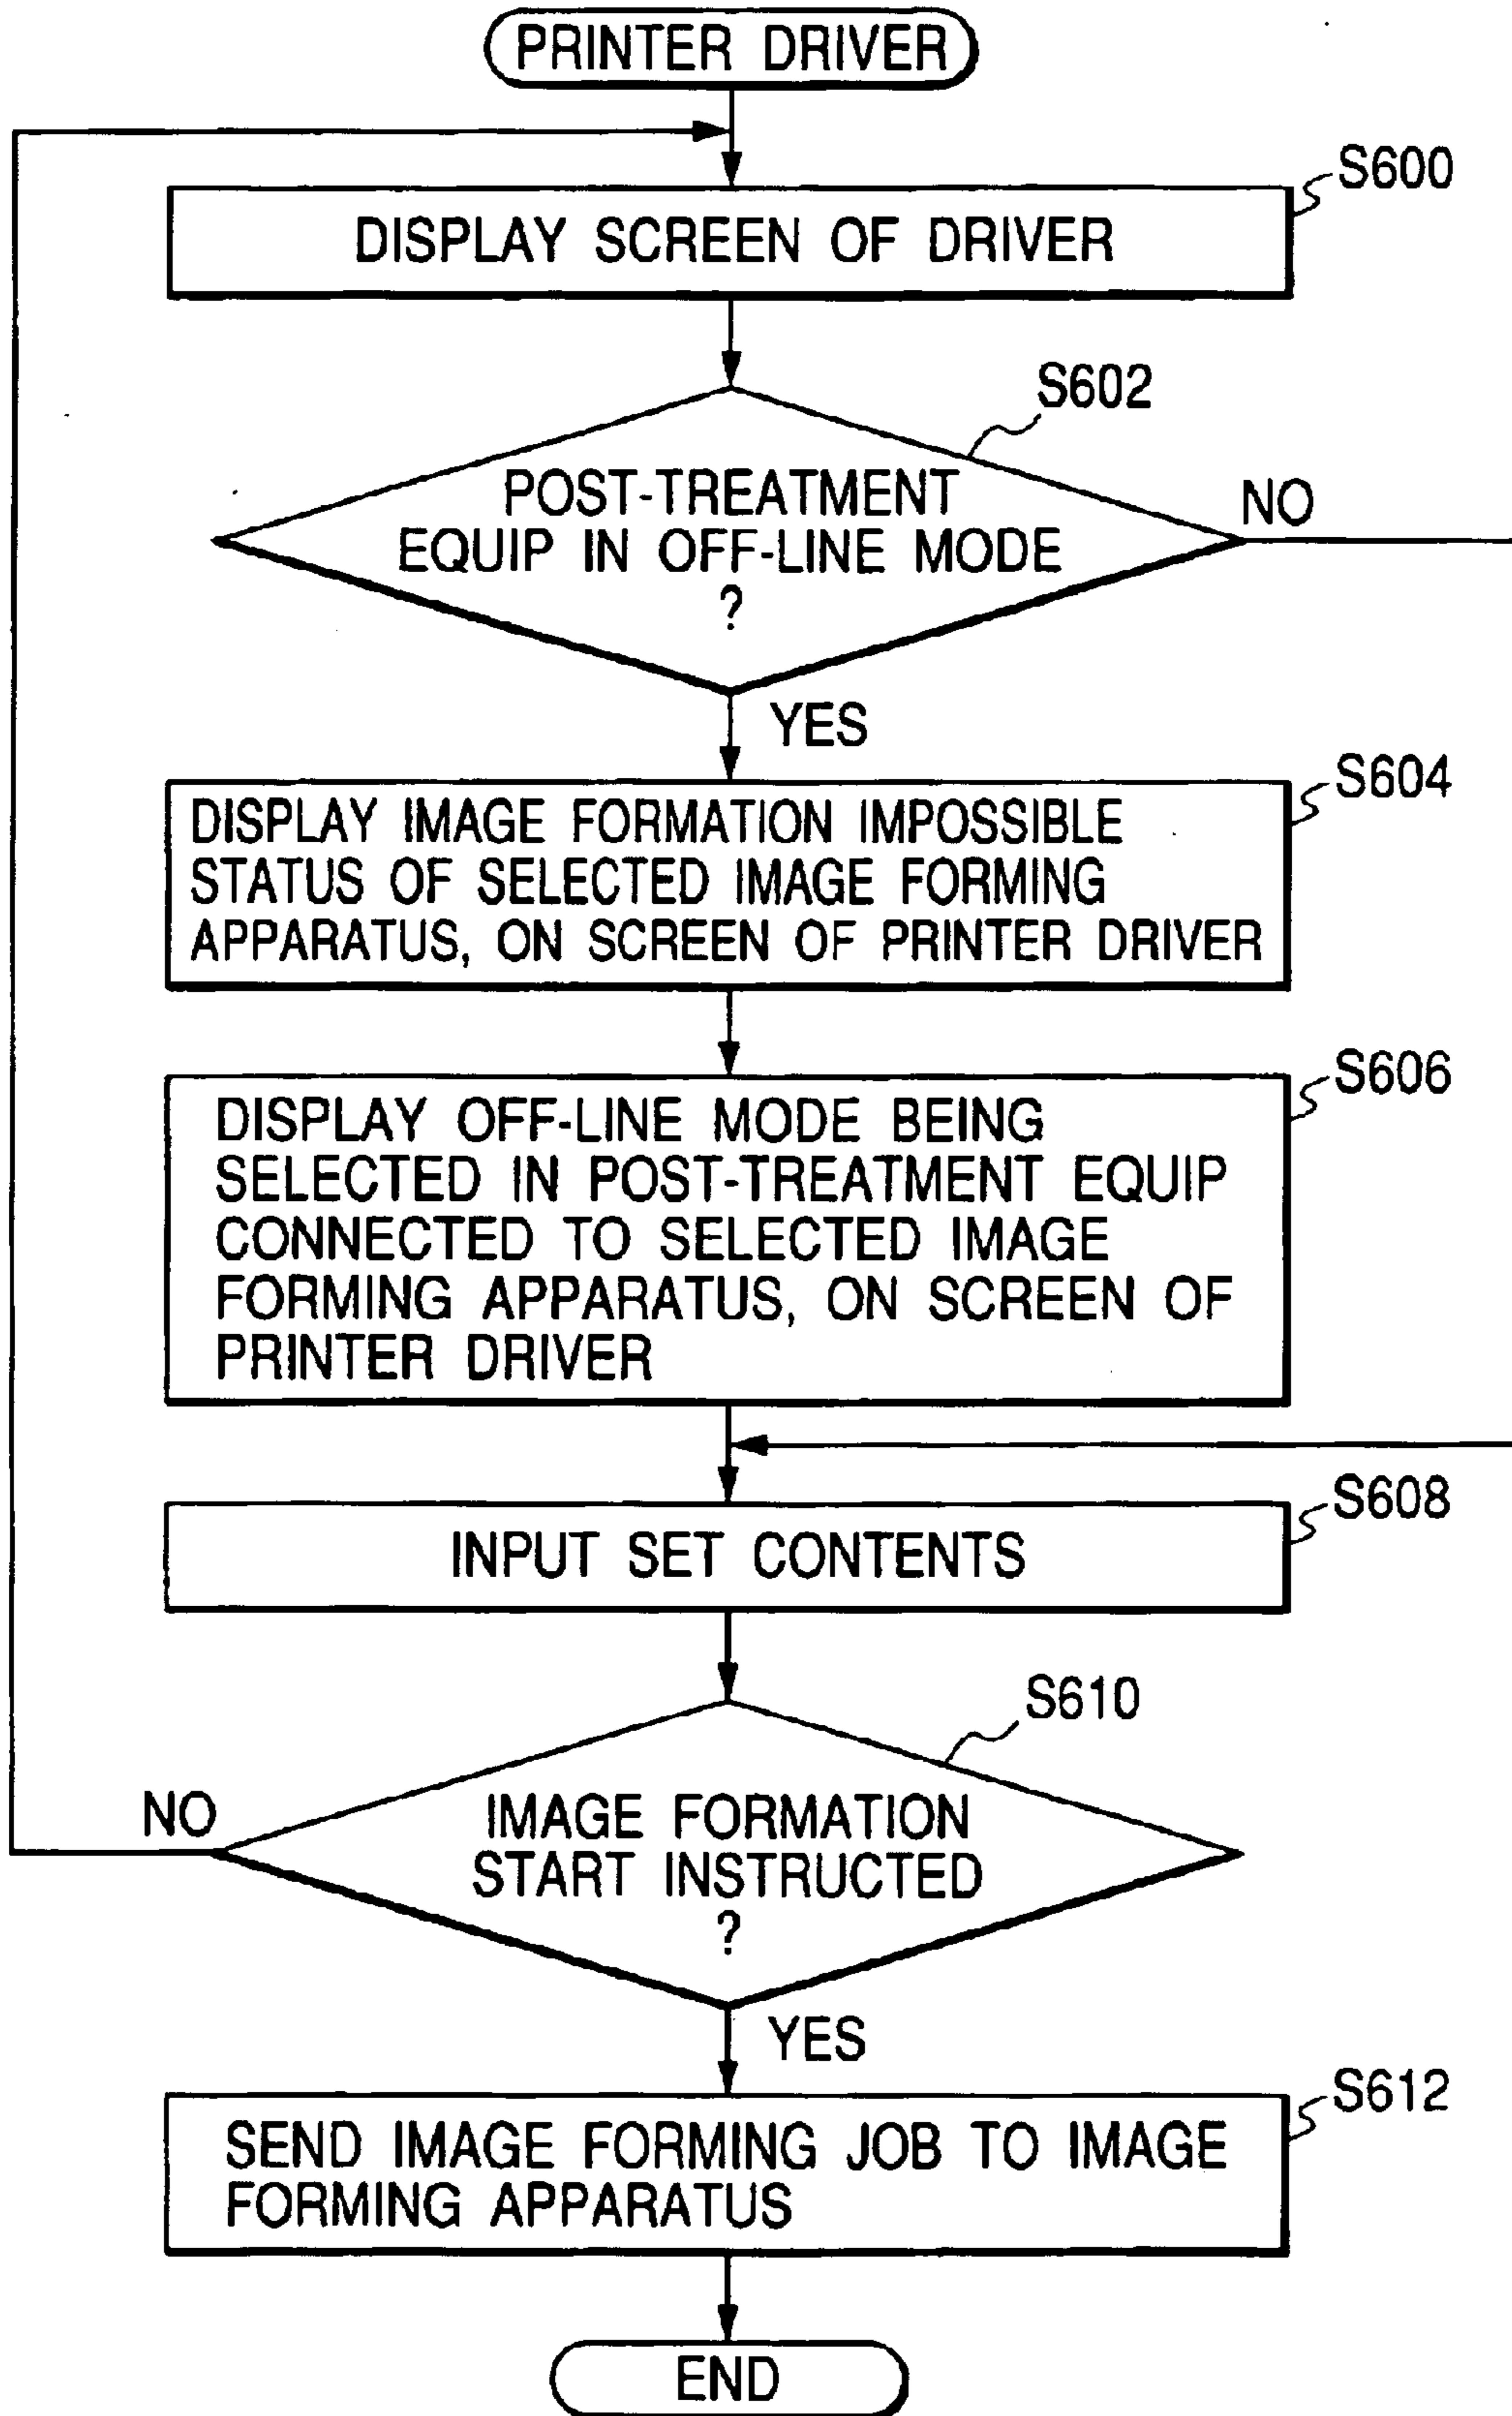 PRINTER DRIVER
S600
DISPLAY SCREEN OF DRIVER
S602
POST-TREATMENT
EQUIP IN OFF-LINE MODE
?
NO
YES
S604
DISPLAY IMAGE FORMATION IMPOSSIBLE
STATUS OF SELECTED IMAGE FORMING
APPARATUS, ON SCREEN OF PRINTER DRIVER
S606
DISPLAY OFF-LINE MODE BEING
SELECTED IN POST-TREATMENT EQUIP
CONNECTED TO SELECTED IMAGE
FORMING APPARATUS, ON SCREEN OF
PRINTER DRIVER
S608
INPUT SET CONTENTS
S610
NO
IMAGE FORMATION
START INSTRUCTED
?
YES
S612
SEND IMAGE FORMING JOB TO IMAGE
FORMING APPARATUS
END